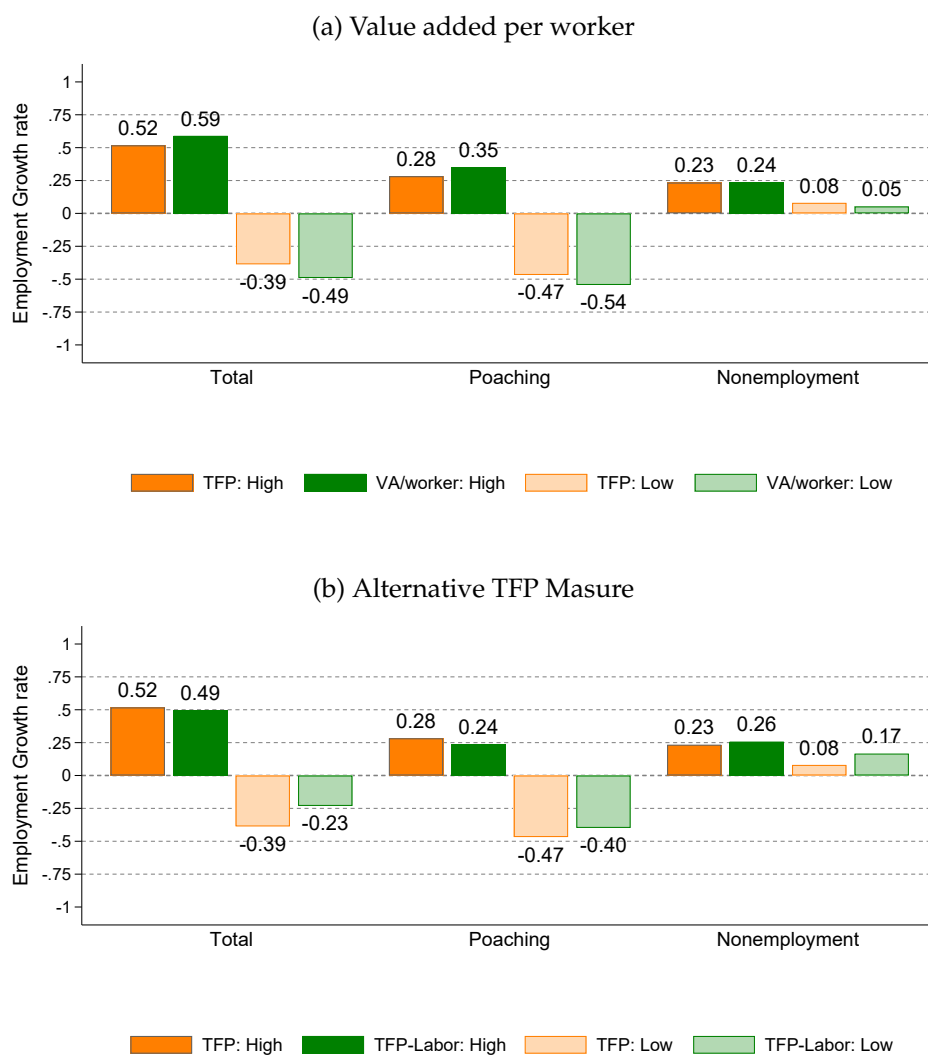 (a) Value added per worker
Employment Growth rate
1
.75
.5
.25
0
-.25
-.5
-.75
-1
0.52
0.59
-0.39
-0.49
0.28
0.35
-0.47
-0.54
0.23
0.24
0.08
0.05
Total
Poaching
Nonemployment
TFP: High
VA/worker: High
TFP: Low
VA/worker: Low
(b) Alternative TFP Masure
Employment Growth rate
1
.75
.5
.25
0
-.25
-.5
-.75
-1
0.52
0.49
-0.39
-0.23
0.28
0.24
-0.47
-0.40
0.23
0.26
0.08
0.17
Total
Poaching
Nonemployment
TFP: High
TFP-Labor: High
TFP: Low
TFP-Labor: Low